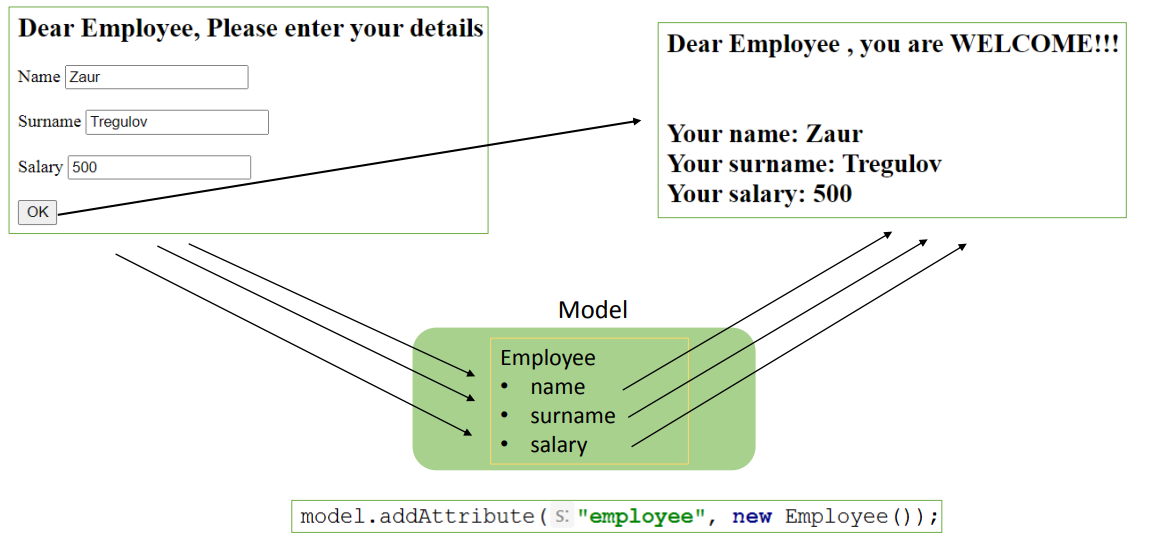 Dear Employee, Please enter your details
Name Zaur
Surname Tregulov
Salary 500
OK
Dear Employee , you are WELCOME!!!
Your name: Zaur
Your surname: Tregulov
Your salary: 500
Model
Employee
• name
• surname
• salary
model.addAttribute( s: "employee", new Employee());